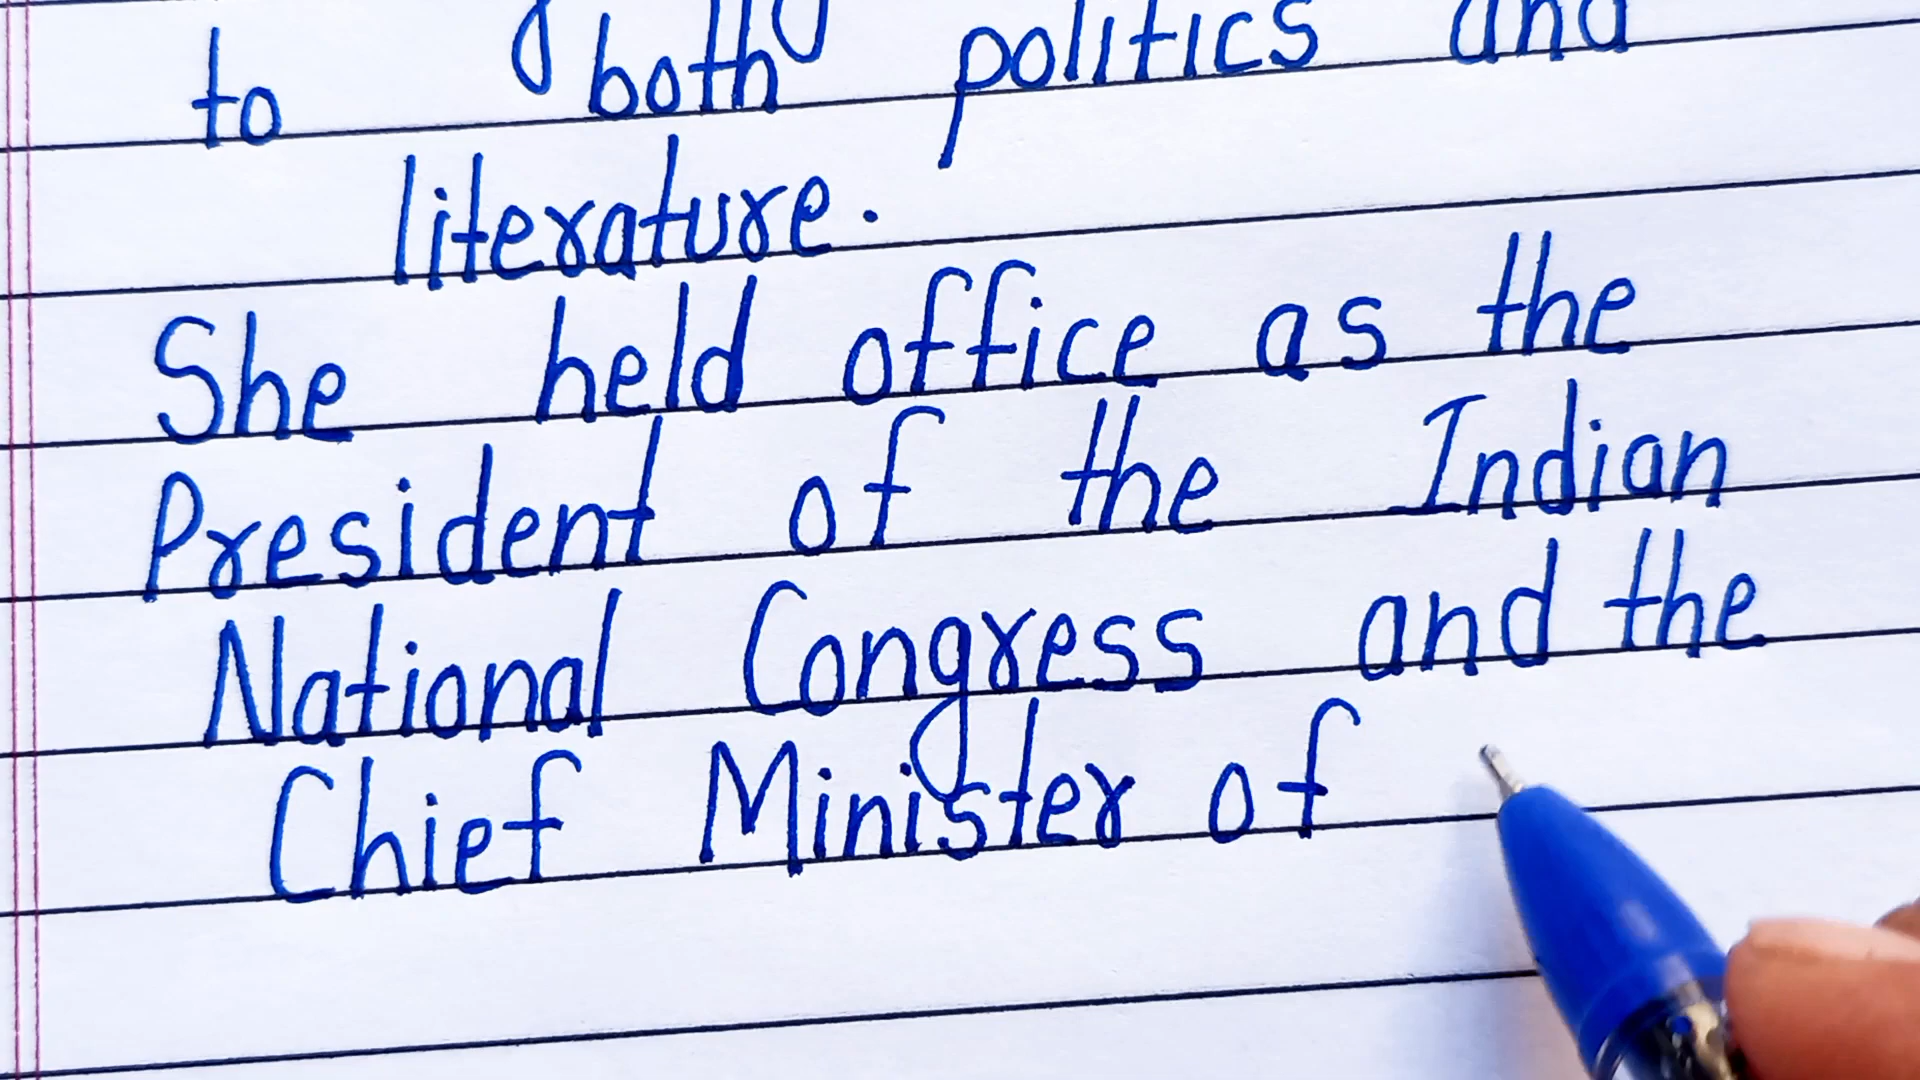 to both politics and
literature.
She held office as the
President of the Indian
National Congress and the
Chief Minister of